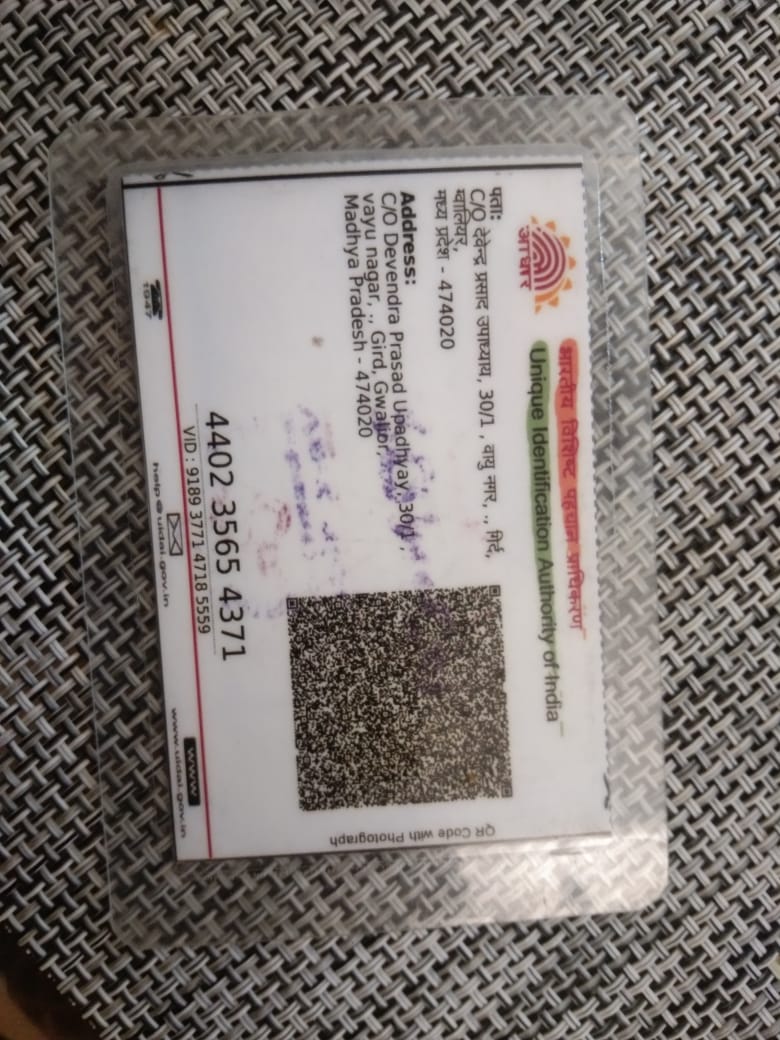 आधार
भारतीय विशिष्ट पहचान प्राधिकरण
Unique Identification Authority of India
पता:
C/O देवेन्द्र प्रसाद उपाध्याय, 30/1 , वायु नगर, ., गिर्द,
ग्वालियर,
मध्य प्रदेश - 474020
Address:
C/O Devendra Prasad Upadhyay, 30/1 ,
vayu nagar, ., Gird, Gwalior,
Madhya Pradesh - 474020
QR Code with Photograph
4402 3565 4371
VID : 9189 3771 4718 5559
1947
help@uidai.gov.in
www
www.uidai.gov.in